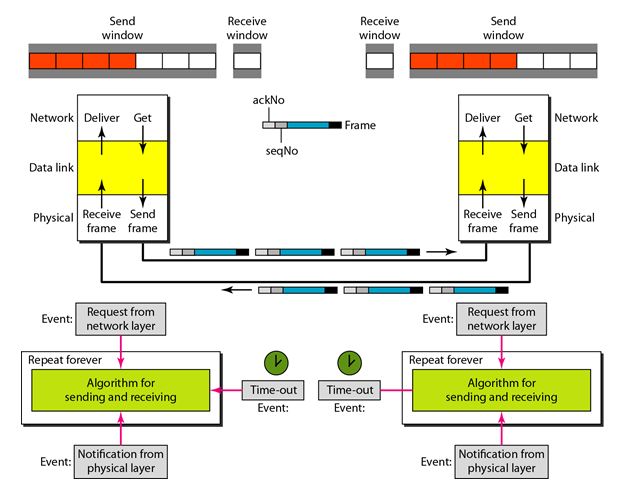 Send
window
Receive
window
Receive
window
Send
window
Network
Deliver
Get
Data link
Physical
Receive
frame
Send
frame
ackNo
Frame
seqNo
Deliver
Get
Network
Data link
Receive
frame
Send
frame
Physical
Event:
Request from
network layer
Repeat forever
Algorithm for
sending and receiving
Time-out
Event:
Event:
Notification from
physical layer
Event:
Request from
network layer
Time-out
Event:
Repeat forever
Algorithm for
sending and receiving
Event:
Notification from
physical layer